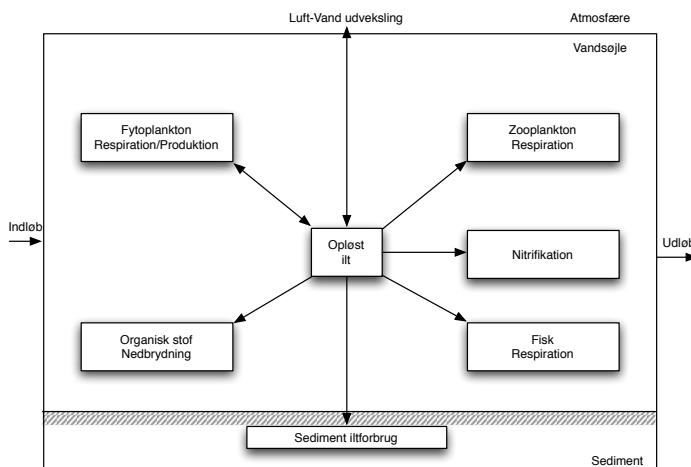 Luft-Vand udveksling
Atmosfære
Vandsøjle
Fytoplankton
Respiration/Produktion
Zooplankton
Respiration
Indløb
Opløst
ilt
Nitrifikation
Udløb
Organisk stof
Nedbrydning
Fisk
Respiration
Sediment iltforbrug
Sediment